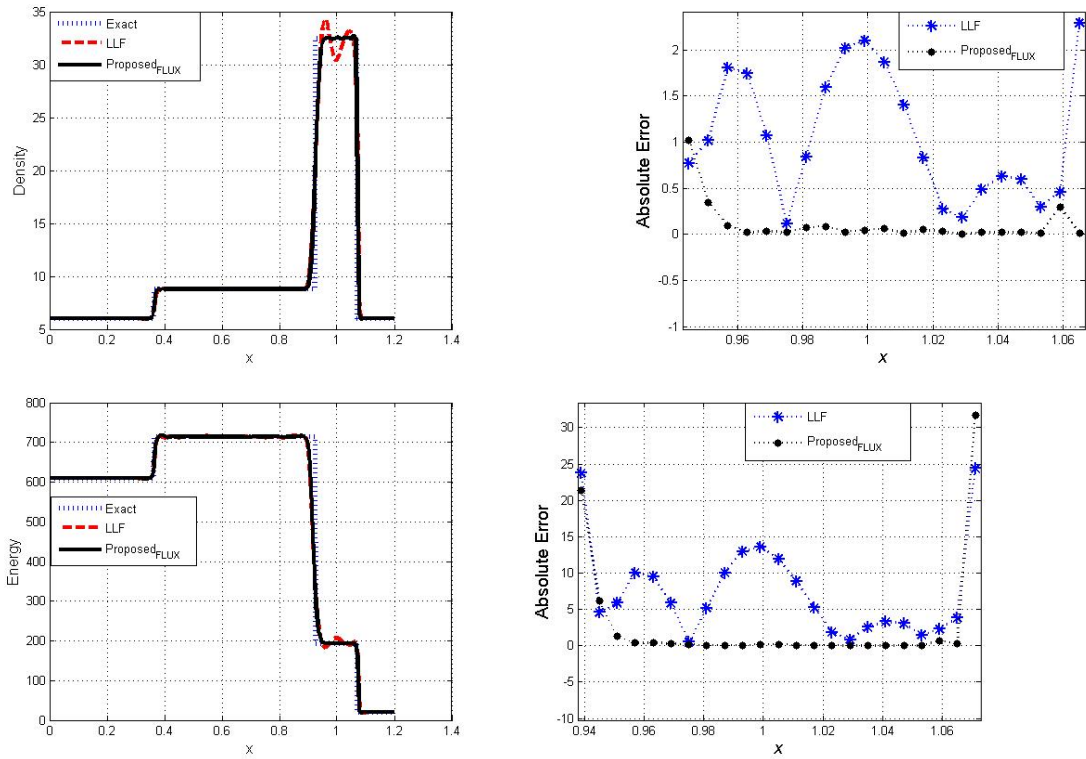 35
30
25
20
15
10
5
Density
0 0.2 0.4 0.6 0.8 1.0 1.2 1.4
x
Exact
LLF
Proposed_FLUX
2
1.5
1
0.5
0
-0.5
-1
Absolute Error
0.96 0.98 1 1.02 1.04 1.06
x
LLF
Proposed_FLUX
800
700
600
500
400
300
200
100
0
Energy
0 0.2 0.4 0.6 0.8 1.0 1.2 1.4
x
Exact
LLF
Proposed_FLUX
30
25
20
15
10
5
0
-5
-10
Absolute Error
0.94 0.96 0.98 1 1.02 1.04 1.06
x
LLF
Proposed_FLUX